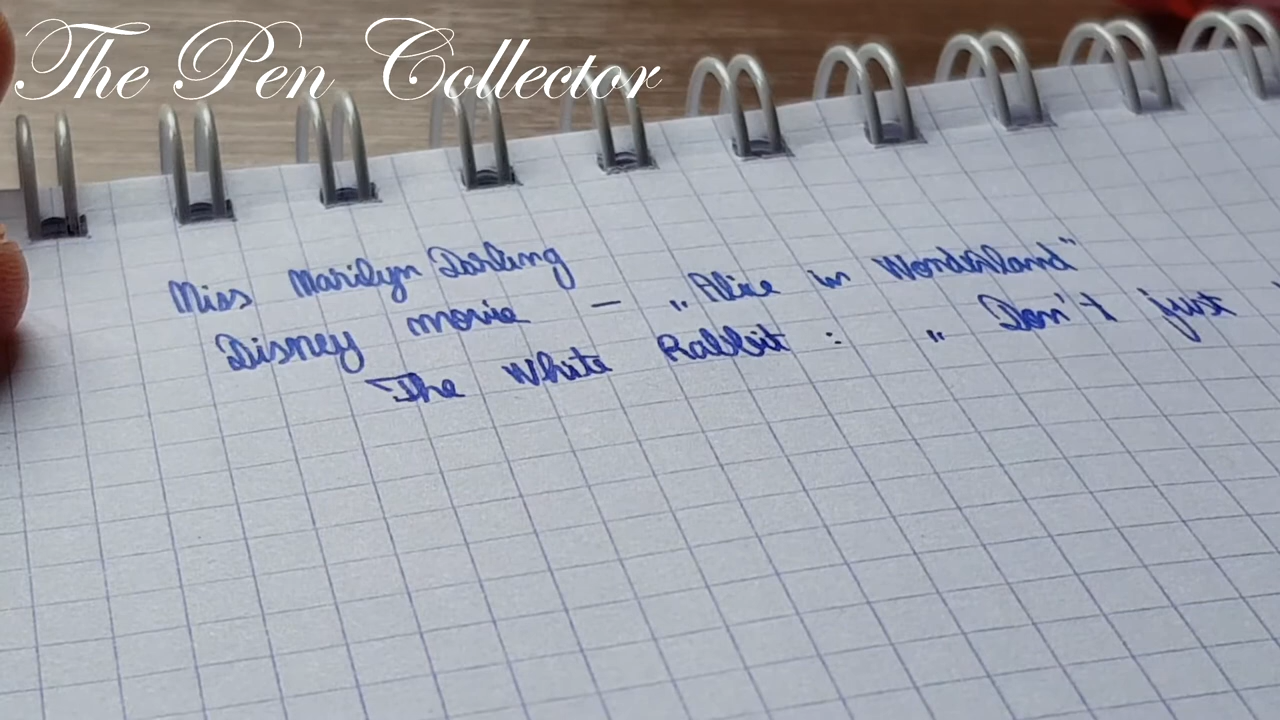 The Pen Collector
Miss Marilyn Darling
Disney movie – „Alice in Wonderland"
The White Rabbit : „Don't just